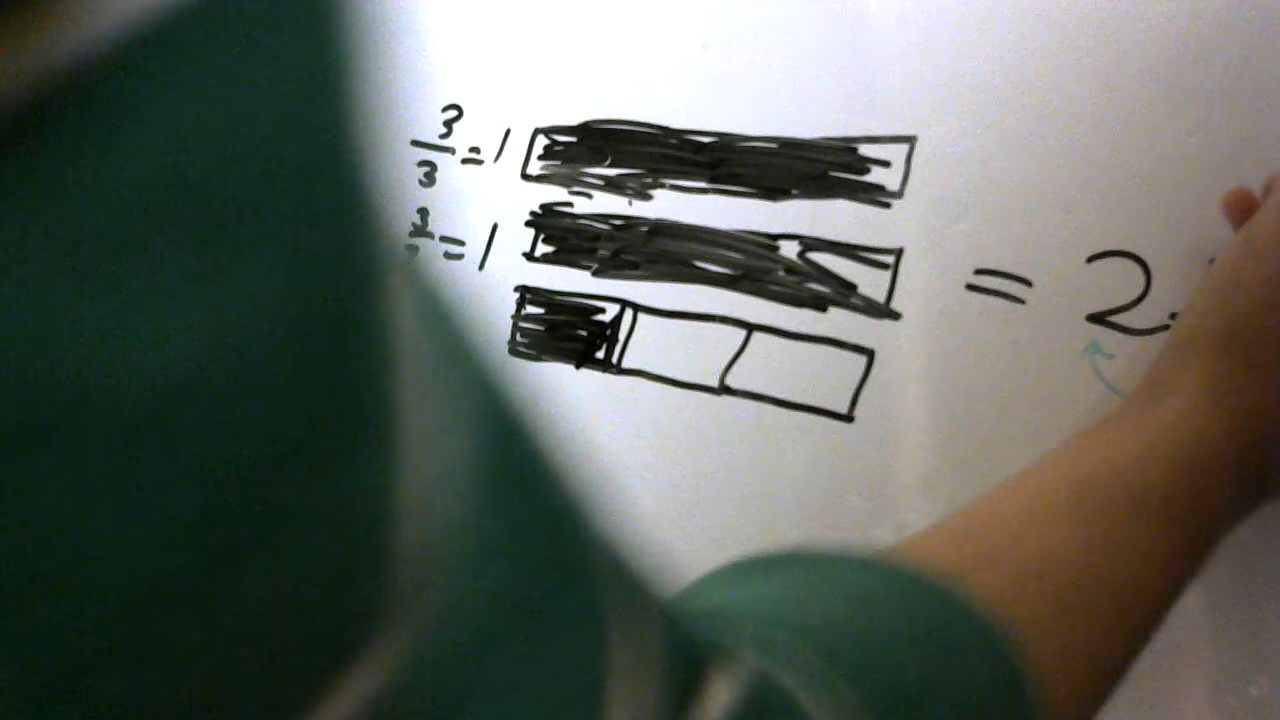 3/3 = 1
= 1
= 2